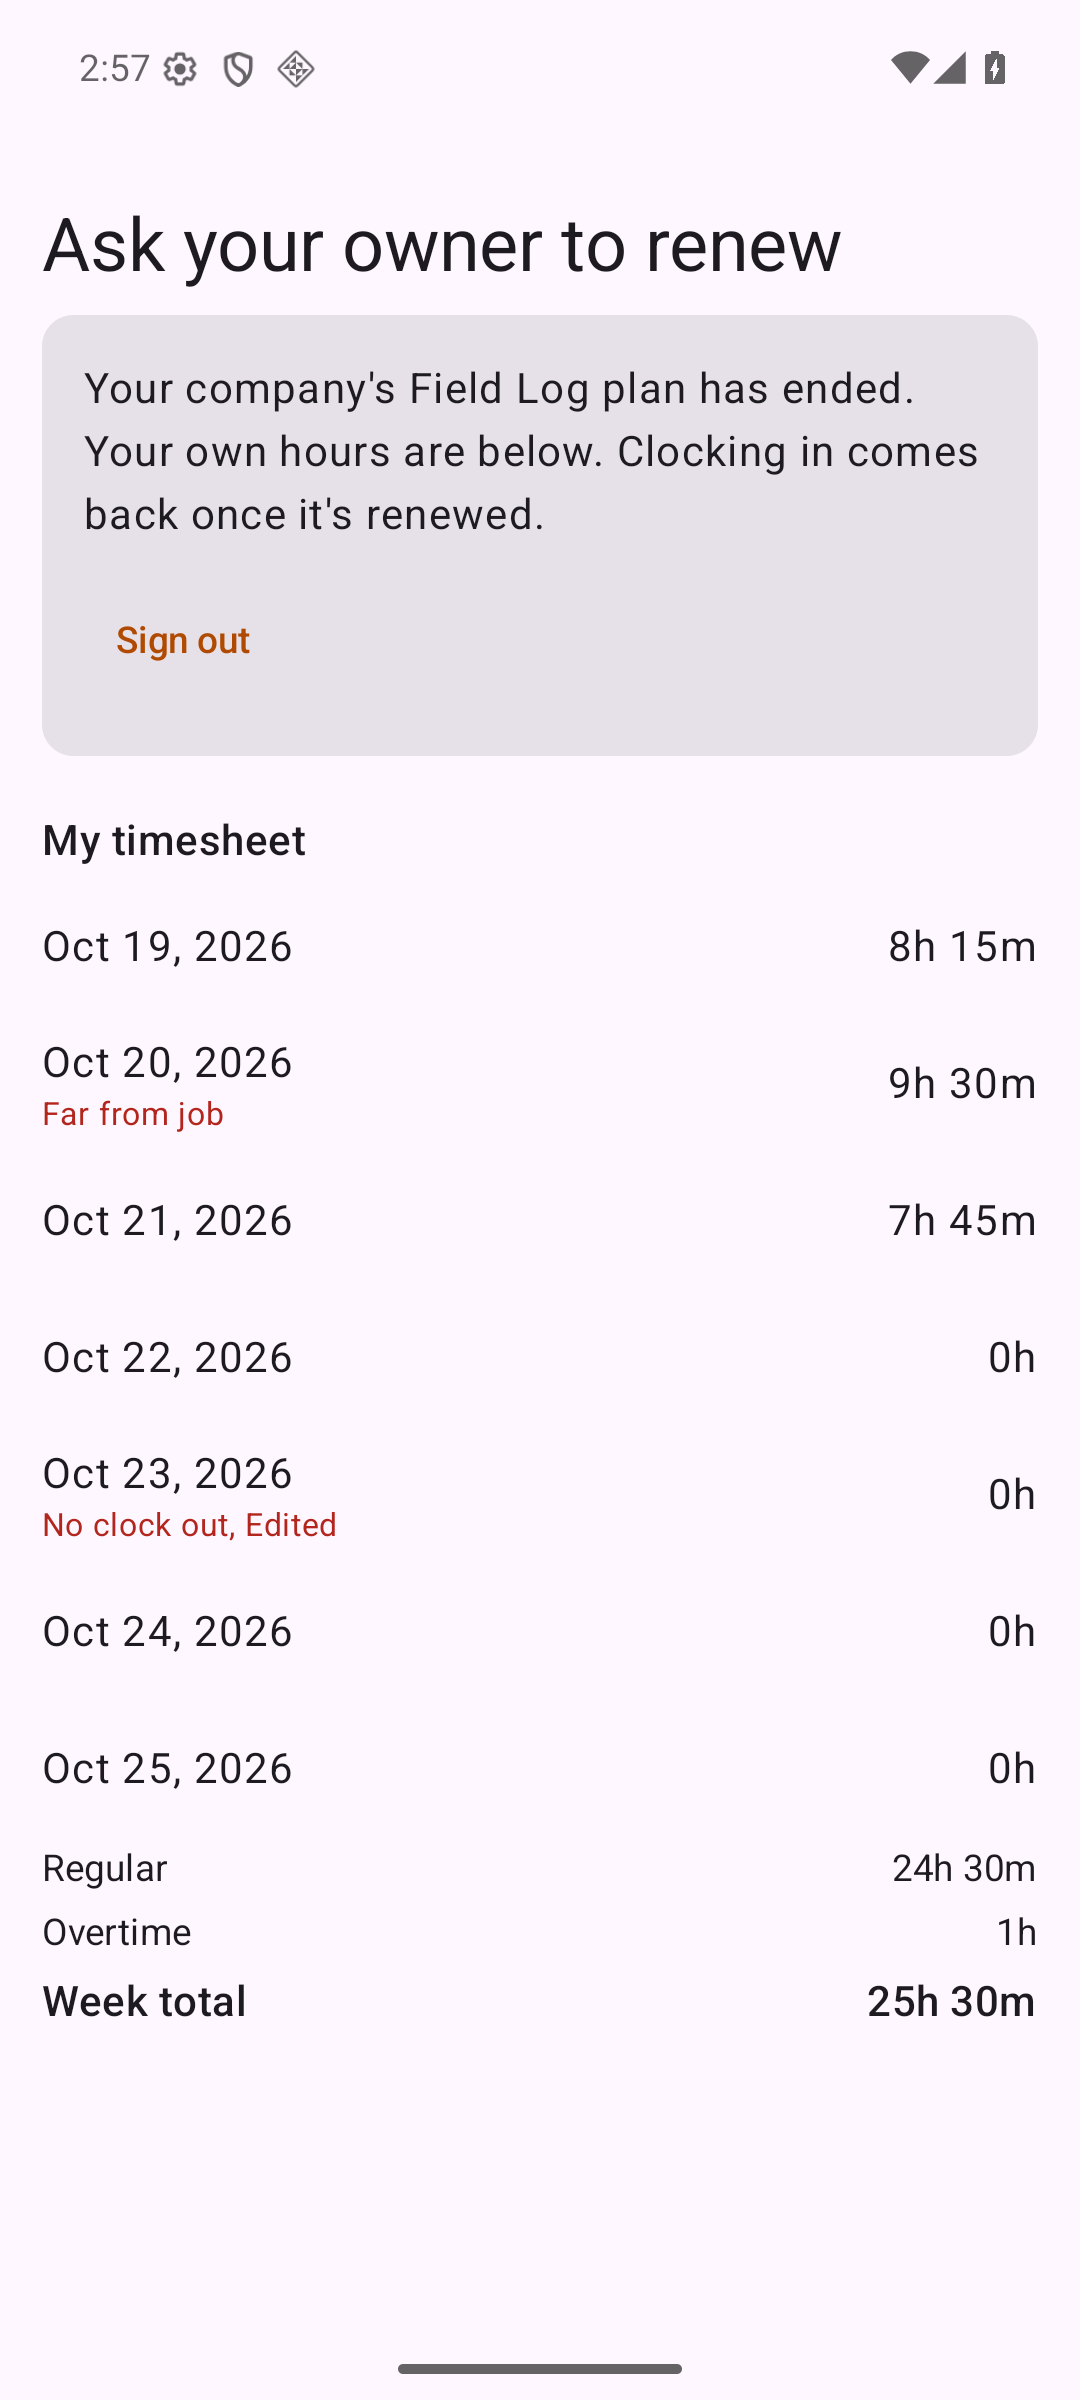 2:57
Ask your owner to renew
Your company's Field Log plan has ended.
Your own hours are below. Clocking in comes
back once it's renewed.
Sign out
My timesheet
Oct 19, 2026 8h 15m
Oct 20, 2026 9h 30m
Far from job
Oct 21, 2026 7h 45m
Oct 22, 2026 0h
Oct 23, 2026 0h
No clock out, Edited
Oct 24, 2026 0h
Oct 25, 2026 0h
Regular 24h 30m
Overtime 1h
Week total 25h 30m